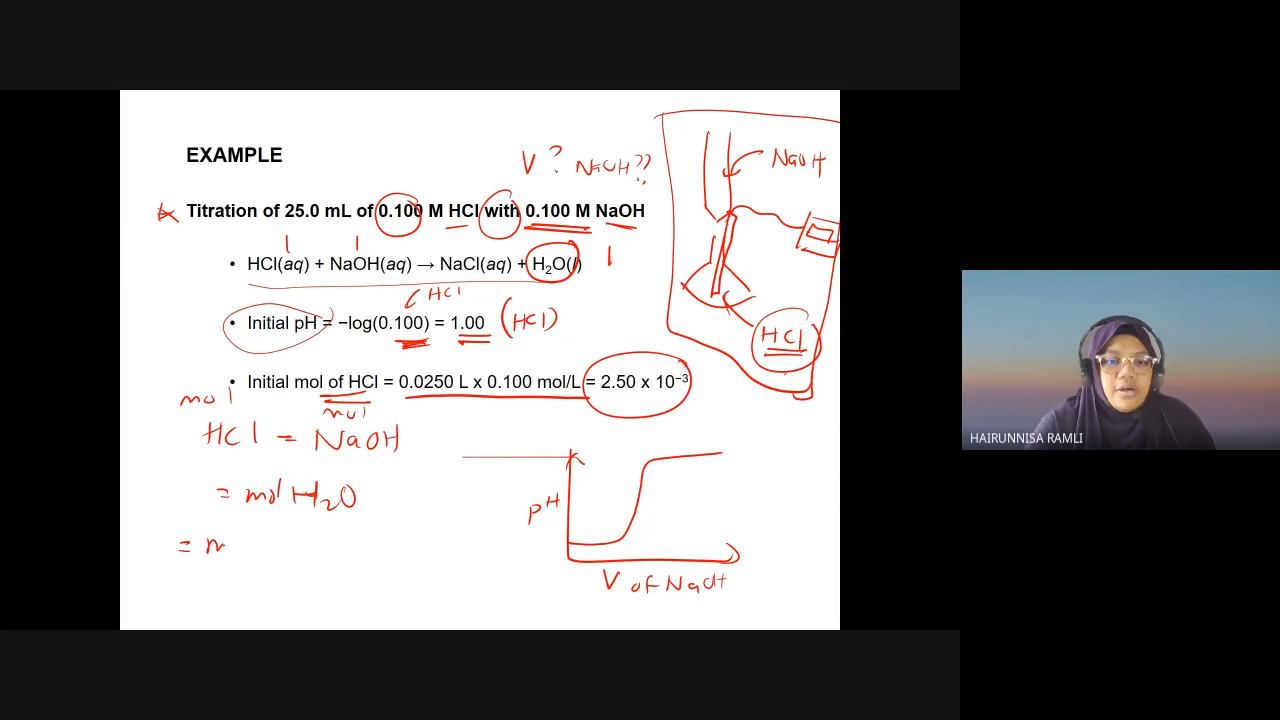 EXAMPLE
V ? NaOH??
NaOH
Titration of 25.0 mL of 0.100 M HCl with 0.100 M NaOH
1 1 1
• HCl(aq) + NaOH(aq) → NaCl(aq) + H₂O(l)
HCl
• Initial pH = −log(0.100) = 1.00 (HCl)
HCl
• Initial mol of HCl = 0.0250 L x 0.100 mol/L = 2.50 x 10⁻³
mol mol
HCl = NaOH
= mol H₂O
= m
pH
V of NaOH
HAIRUNNISA RAMLI